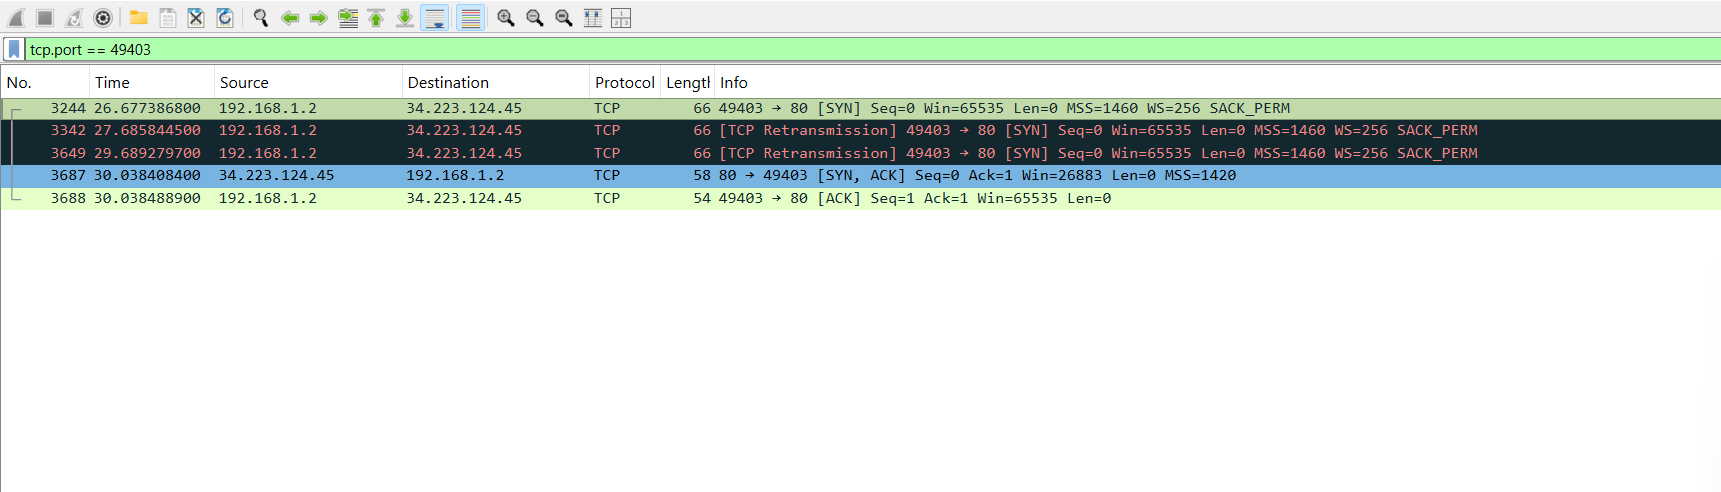 tcp.port == 49403
No. Time Source Destination Protocol Length Info
3244 26.677386800 192.168.1.2 34.223.124.45 TCP 66 49403 → 80 [SYN] Seq=0 Win=65535 Len=0 MSS=1460 WS=256 SACK_PERM
3342 27.685844500 192.168.1.2 34.223.124.45 TCP 66 [TCP Retransmission] 49403 → 80 [SYN] Seq=0 Win=65535 Len=0 MSS=1460 WS=256 SACK_PERM
3649 29.689279700 192.168.1.2 34.223.124.45 TCP 66 [TCP Retransmission] 49403 → 80 [SYN] Seq=0 Win=65535 Len=0 MSS=1460 WS=256 SACK_PERM
3687 30.038408400 34.223.124.45 192.168.1.2 TCP 58 80 → 49403 [SYN, ACK] Seq=0 Ack=1 Win=26883 Len=0 MSS=1420
3688 30.038488900 192.168.1.2 34.223.124.45 TCP 54 49403 → 80 [ACK] Seq=1 Ack=1 Win=65535 Len=0